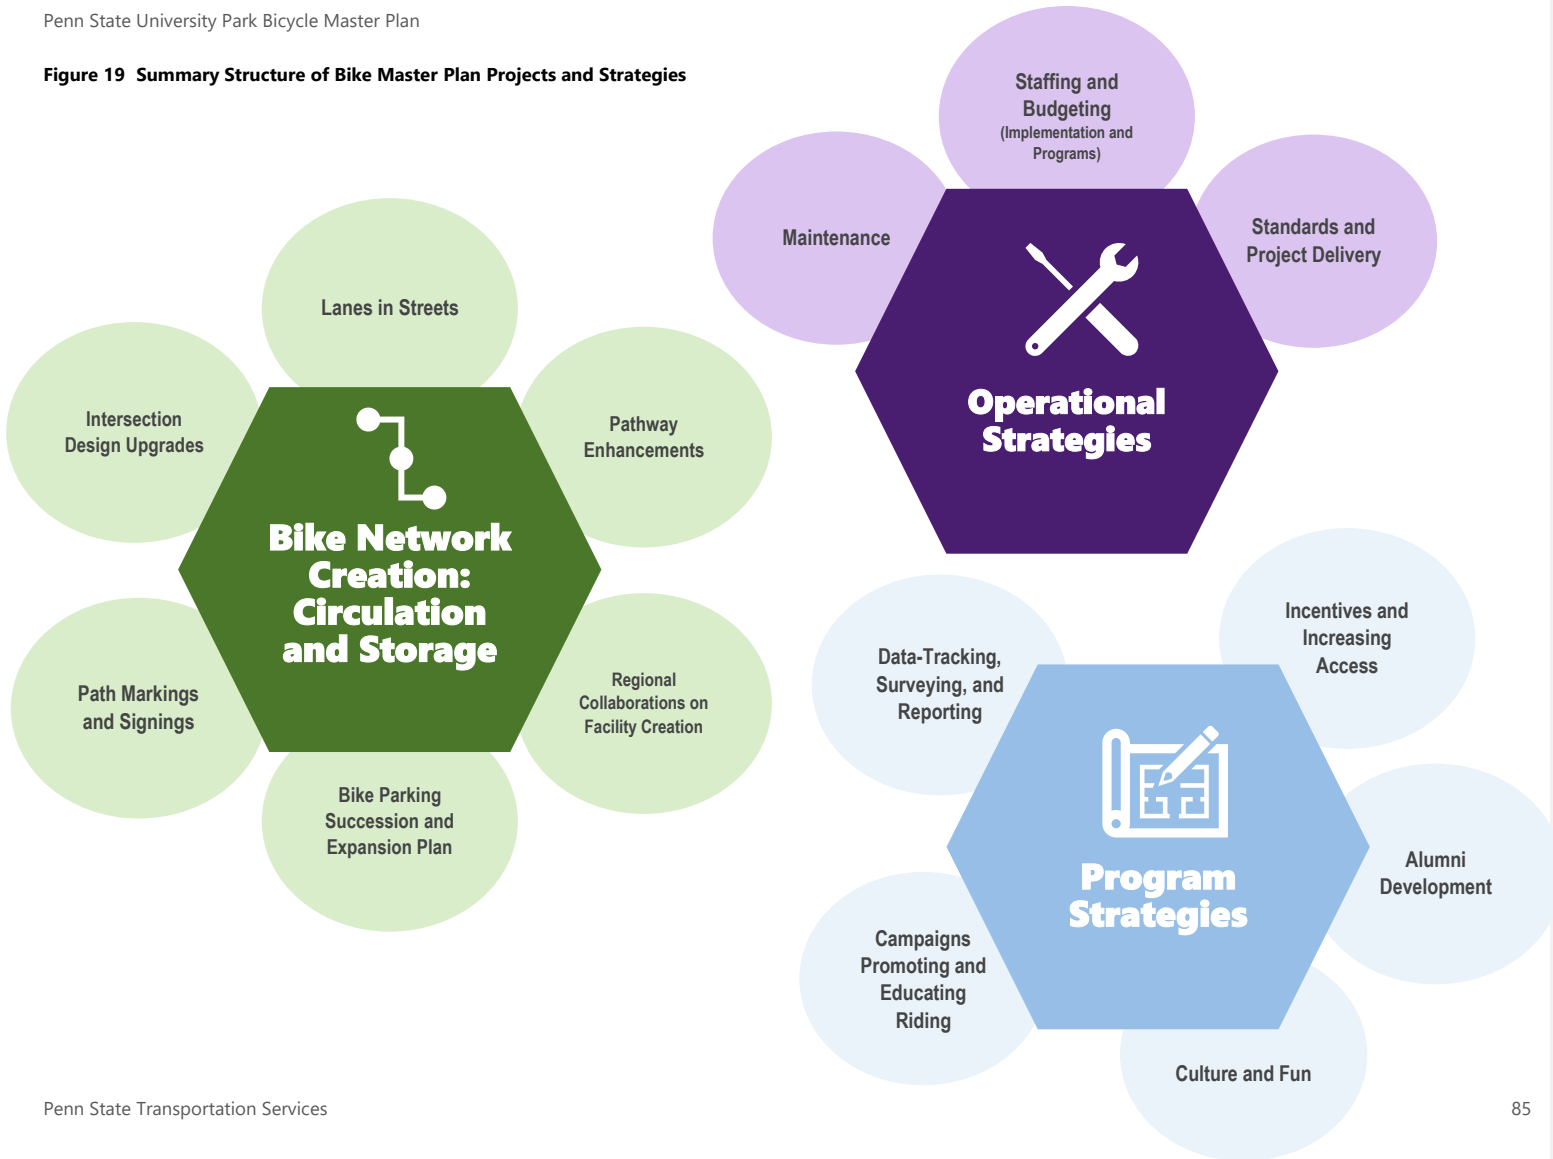 Penn State University Park Bicycle Master Plan
Figure 19  Summary Structure of Bike Master Plan Projects and Strategies
Lanes in Streets
Intersection
Design Upgrades
Pathway
Enhancements
Bike Network
Creation:
Circulation
and Storage
Path Markings
and Signings
Regional
Collaborations on
Facility Creation
Bike Parking
Succession and
Expansion Plan
Staffing and
Budgeting
(Implementation and
Programs)
Maintenance
Standards and
Project Delivery
Operational
Strategies
Incentives and
Increasing
Access
Data-Tracking,
Surveying, and
Reporting
Program
Strategies
Alumni
Development
Campaigns
Promoting and
Educating
Riding
Culture and Fun
Penn State Transportation Services
85